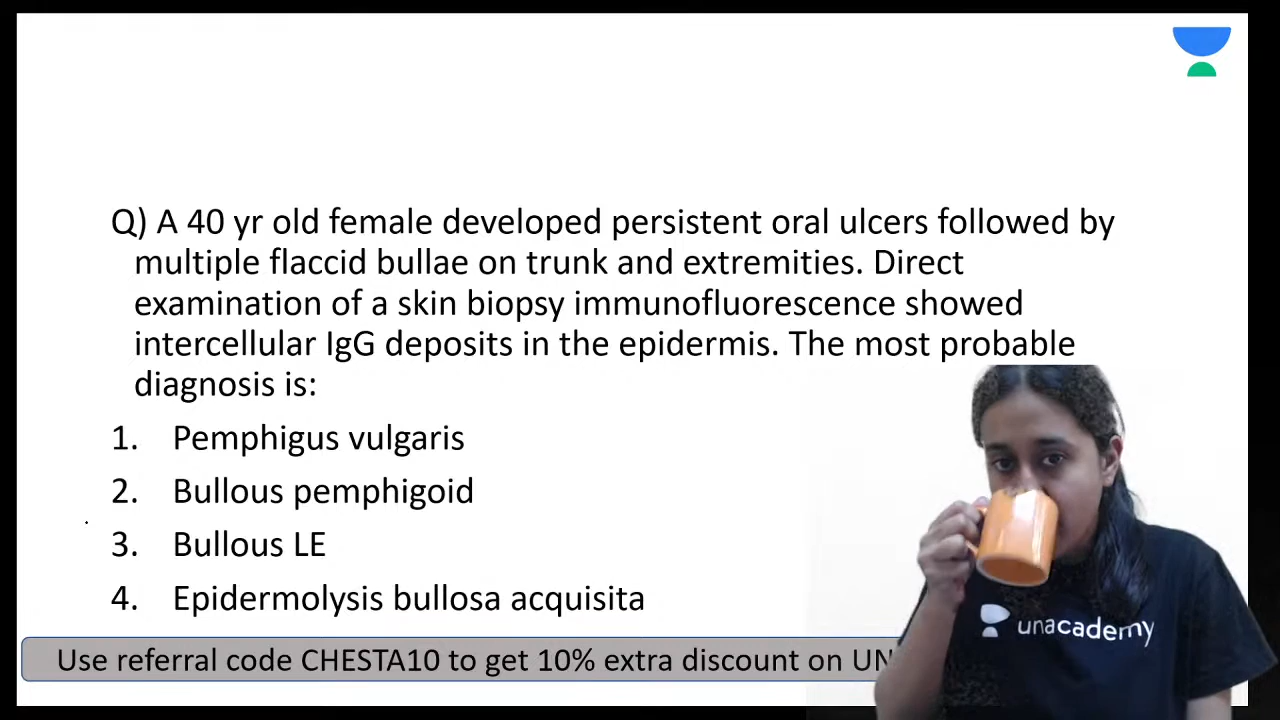 Q) A 40 yr old female developed persistent oral ulcers followed by
multiple flaccid bullae on trunk and extremities. Direct
examination of a skin biopsy immunofluorescence showed
intercellular IgG deposits in the epidermis. The most probable
diagnosis is:
1. Pemphigus vulgaris
2. Bullous pemphigoid
3. Bullous LE
4. Epidermolysis bullosa acquisita
unacademy
Use referral code CHESTA10 to get 10% extra discount on